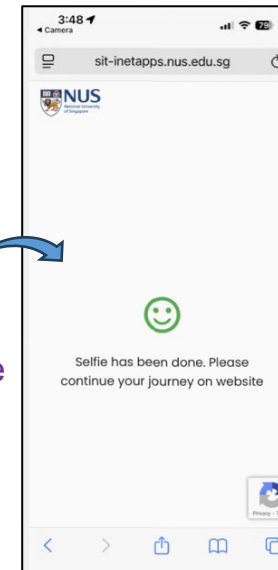 3:48
Camera
79
sit-inetapps.nus.edu.sg
NUS
National University
of Singapore
e
Selfie has been done. Please
continue your journey on website
Privacy